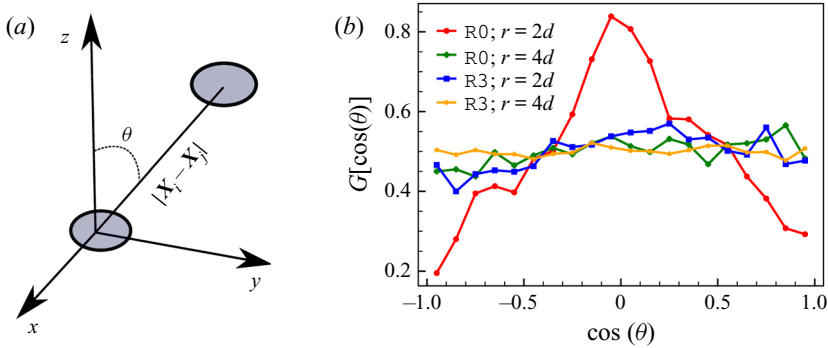 (a)
z
θ
|Xᵢ – Xⱼ|
x
y
(b)
G[cos(θ)]
0.8
0.6
0.4
0.2
R0; r = 2d
R0; r = 4d
R3; r = 2d
R3; r = 4d
–1.0
–0.5
0
0.5
1.0
cos (θ)